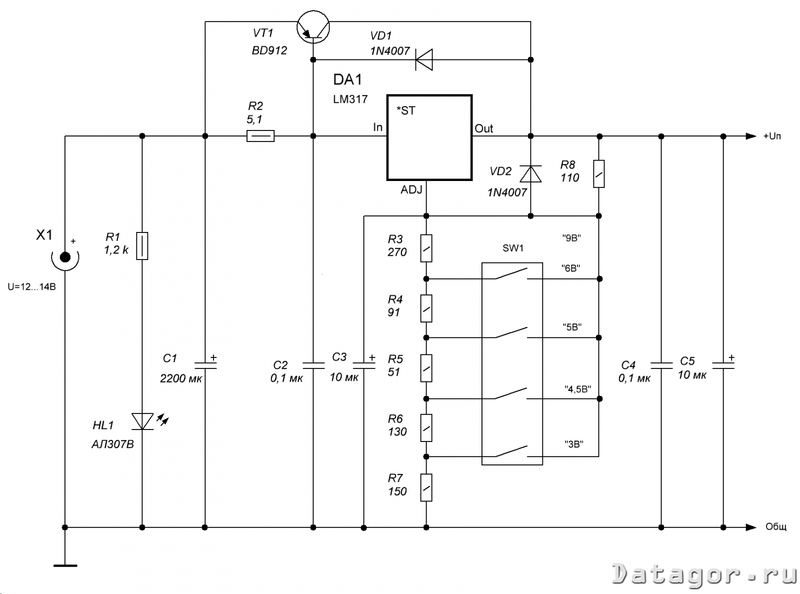 VT1
BD912
VD1
1N4007
DA1
LM317
*ST
In
Out
ADJ
R2
5,1
+Uп
VD2
1N4007
R8
110
X1
+
U=12...14В
R1
1,2 k
R3
270
SW1
"9В"
"6В"
R4
91
"5В"
C1
+
2200 мк
C2
0,1 мк
C3
+
10 мк
R5
51
"4,5В"
C4
0,1 мк
C5
+
10 мк
HL1
АЛ307В
R6
130
"3В"
R7
150
Общ
Datagor.ru